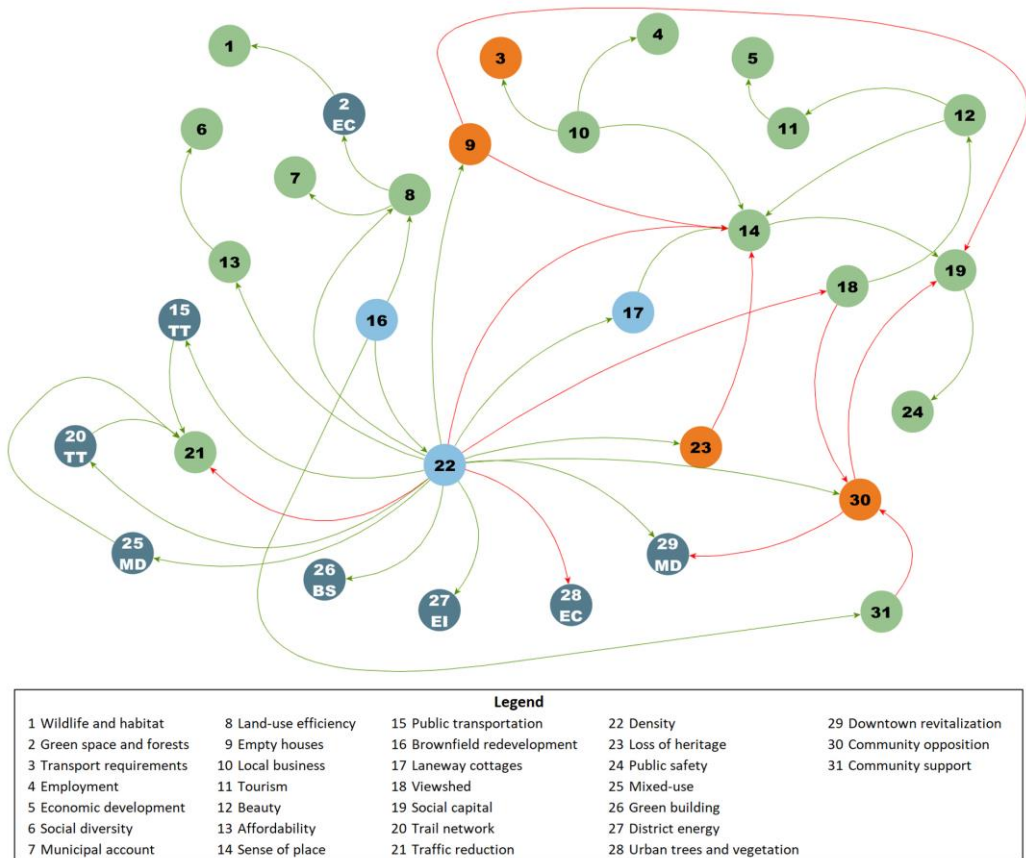 1
4
3
5
2
EC
12
6
10
11
9
7
8
14
13
19
18
15
TT
16
17
24
20
TT
21
23
22
30
25
MD
29
MD
26
BS
27
EI
28
EC
31
Legend
1 Wildlife and habitat
2 Green space and forests
3 Transport requirements
4 Employment
5 Economic development
6 Social diversity
7 Municipal account
8 Land-use efficiency
9 Empty houses
10 Local business
11 Tourism
12 Beauty
13 Affordability
14 Sense of place
15 Public transportation
16 Brownfield redevelopment
17 Laneway cottages
18 Viewshed
19 Social capital
20 Trail network
21 Traffic reduction
22 Density
23 Loss of heritage
24 Public safety
25 Mixed-use
26 Green building
27 District energy
28 Urban trees and vegetation
29 Downtown revitalization
30 Community opposition
31 Community support